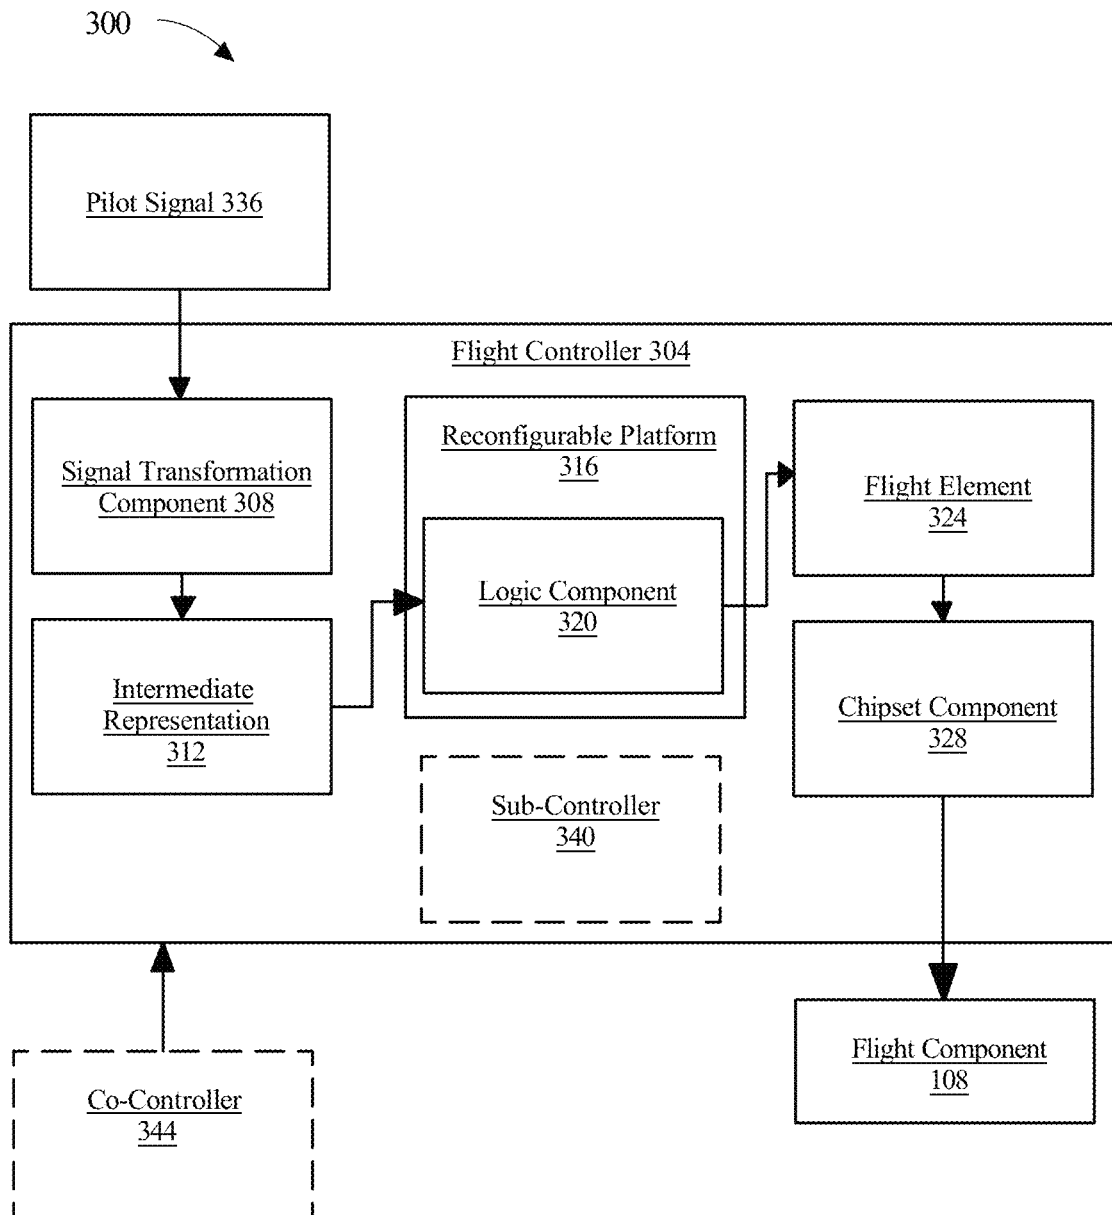 300
Pilot Signal 336
Flight Controller 304
Signal Transformation
Component 308
Reconfigurable Platform
316
Flight Element
324
Logic Component
320
Intermediate
Representation
312
Chipset Component
328
Sub-Controller
340
Flight Component
108
Co-Controller
344